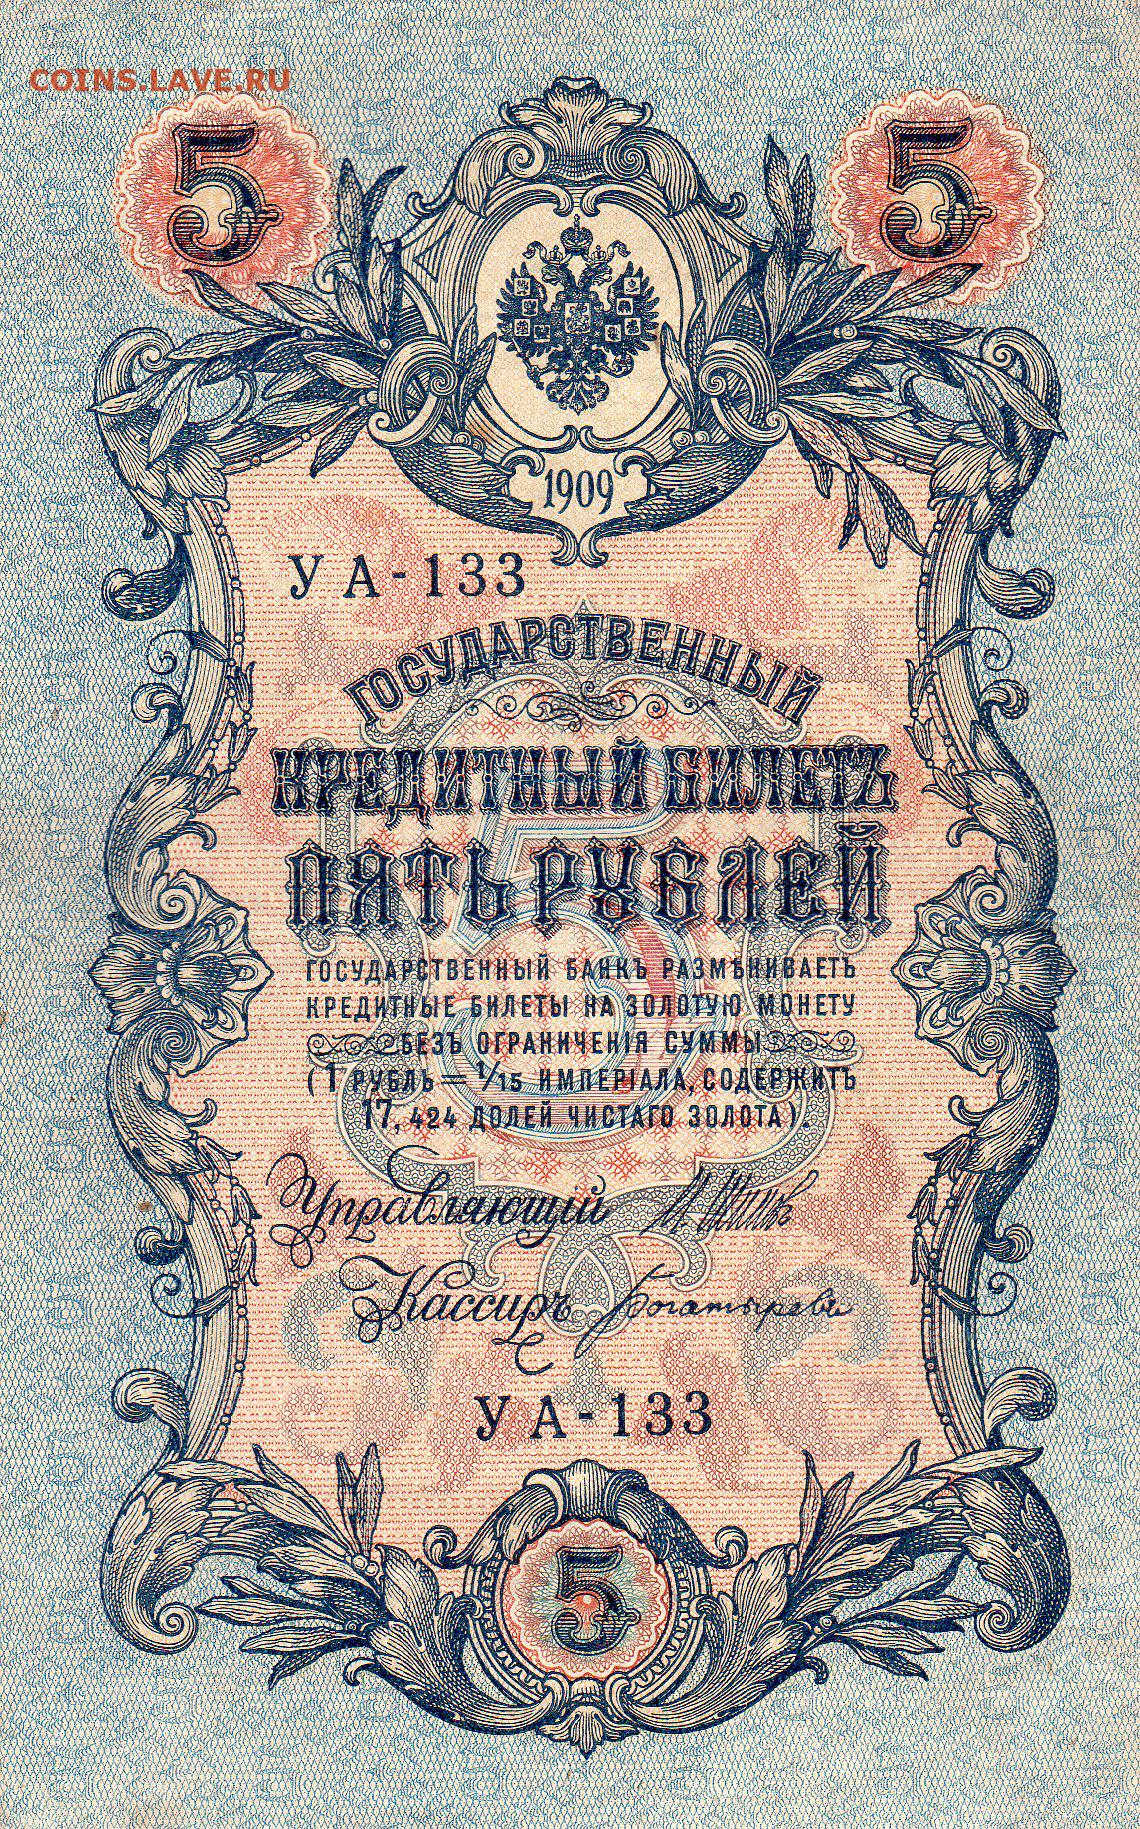 COINS.LAVE.RU
5 5
1909
УА-133
ГОСУДАРСТВЕННЫЙ
КРЕДИТНЫЙ БИЛЕТЪ
ПЯТЬ РУБЛЕЙ
ГОСУДАРСТВЕННЫЙ БАНКЪ РАЗМѢНИВАЕТЪ
КРЕДИТНЫЕ БИЛЕТЫ НА ЗОЛОТУЮ МОНЕТУ
БЕЗЪ ОГРАНИЧЕНІЯ СУММЫ
(1 РУБЛЬ = 1/15 ИМПЕРІАЛА, СОДЕРЖИТЪ
17,424 ДОЛЕЙ ЧИСТАГО ЗОЛОТА).
Управляющій И Шипов
Кассиръ Богатырев
УА-133
5